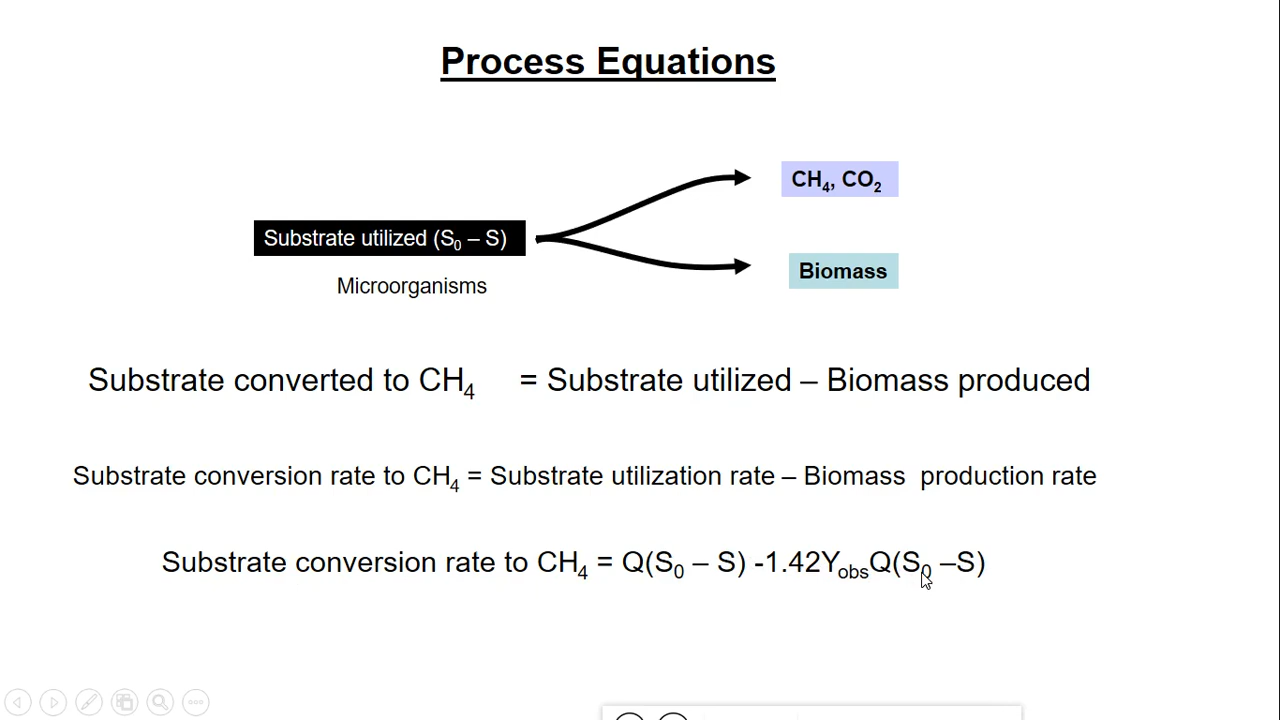 Process Equations
CH₄, CO₂
Substrate utilized (S₀ – S)
Biomass
Microorganisms
Substrate converted to CH₄ = Substrate utilized – Biomass produced
Substrate conversion rate to CH₄ = Substrate utilization rate – Biomass production rate
Substrate conversion rate to CH₄ = Q(S₀ – S) -1.42Y_obsQ(S₀ –S)